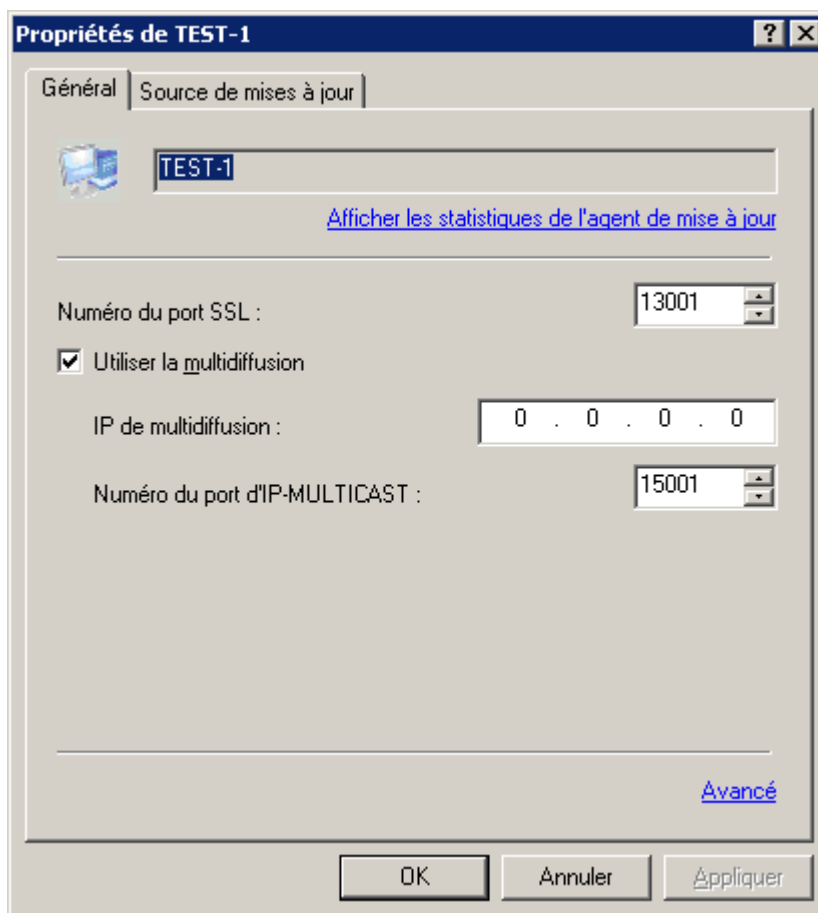 Propriétés de TEST-1
Général
Source de mises à jour
TEST-1
Afficher les statistiques de l'agent de mise à jour
Numéro du port SSL : 13001
Utiliser la multidiffusion
IP de multidiffusion : 0 . 0 . 0 . 0
Numéro du port d'IP-MULTICAST : 15001
Avancé
OK Annuler Appliquer